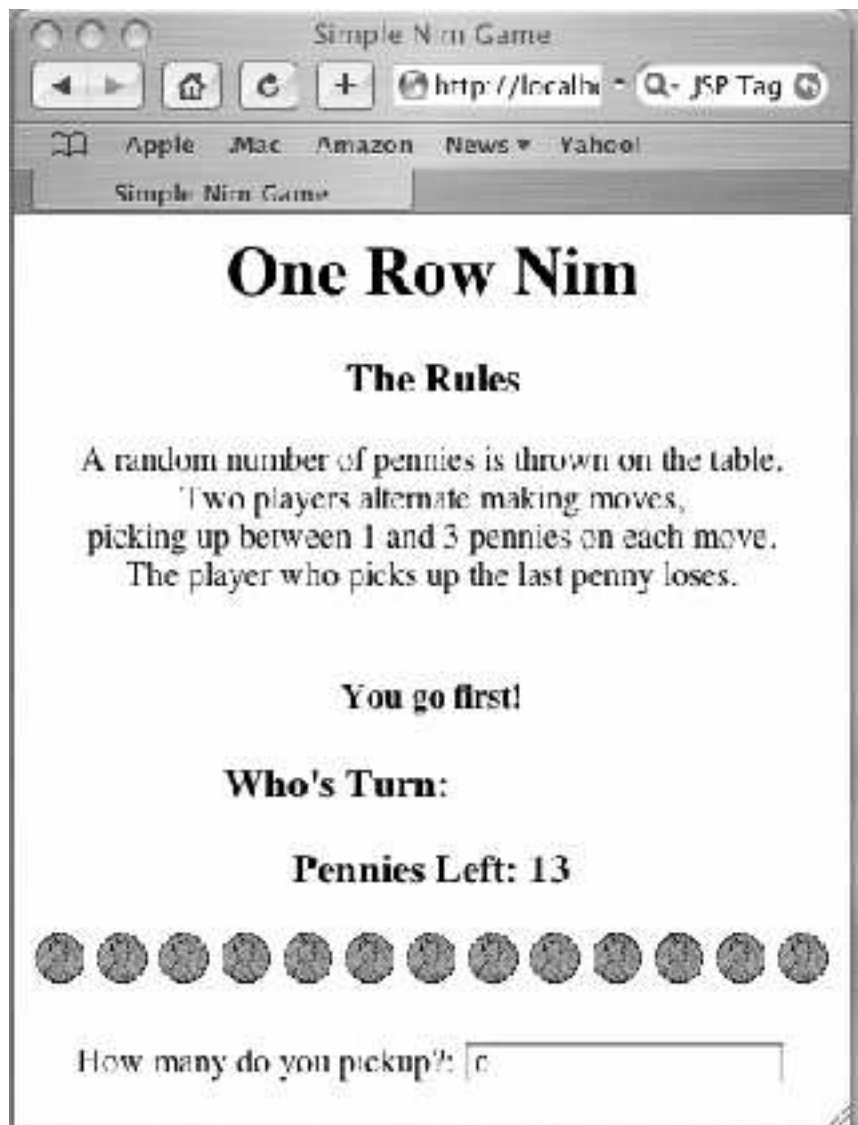 Simple Nim Game
http://localh
JSP Tag
Apple .Mac Amazon News Yahoo!
Simple Nim Game
One Row Nim
The Rules
A random number of pennies is thrown on the table.
Two players alternate making moves,
picking up between 1 and 3 pennies on each move.
The player who picks up the last penny loses.
You go first!
Who's Turn:
Pennies Left: 13
How many do you pickup?: